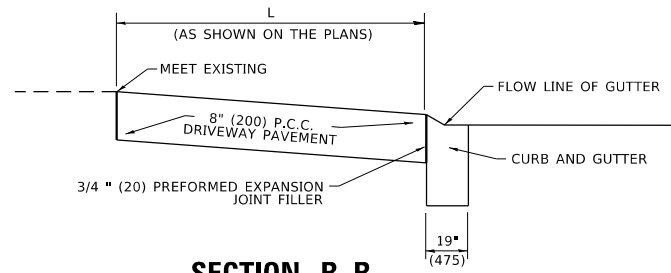 L
(AS SHOWN ON THE PLANS)
MEET EXISTING
FLOW LINE OF GUTTER
8" (200) P.C.C.
DRIVEWAY PAVEMENT
CURB AND GUTTER
3/4 " (20) PREFORMED EXPANSION
JOINT FILLER
19"
(475)